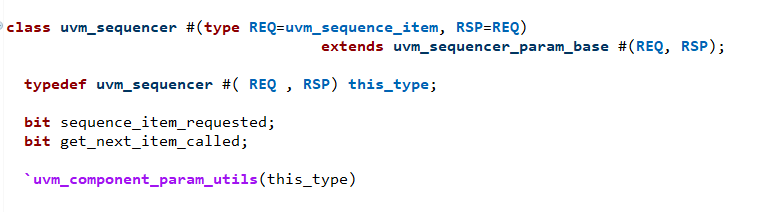 class uvm_sequencer #(type REQ=uvm_sequence_item, RSP=REQ)
extends uvm_sequencer_param_base #(REQ, RSP);
typedef uvm_sequencer #( REQ , RSP) this_type;
bit sequence_item_requested;
bit get_next_item_called;
`uvm_component_param_utils(this_type)